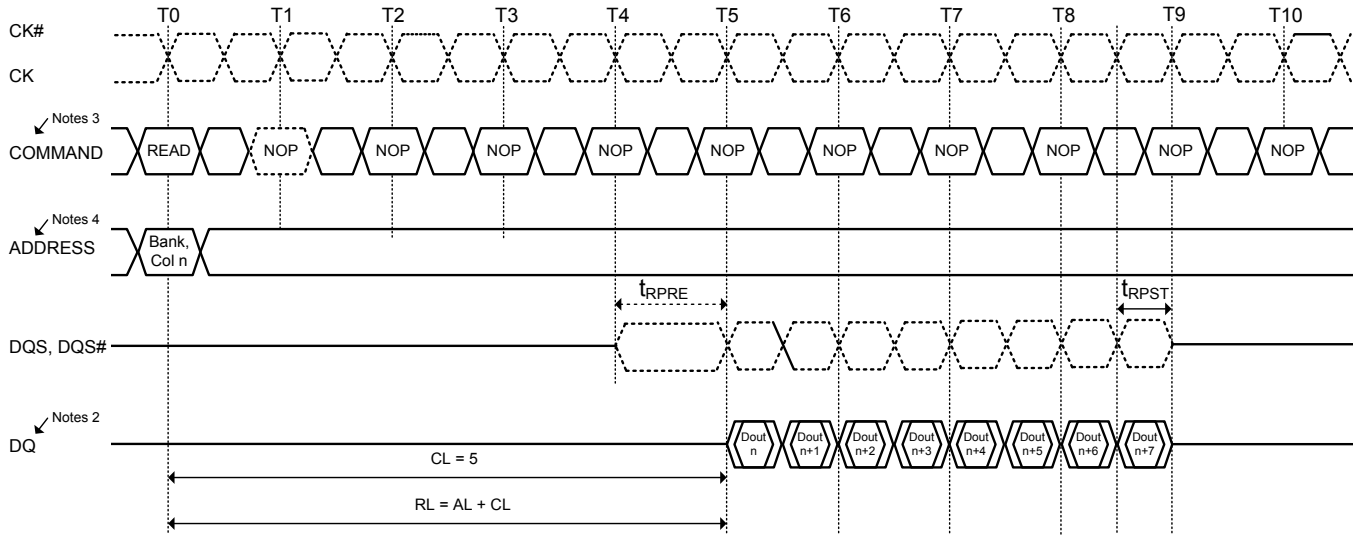 T0 T1 T2 T3 T4 T5 T6 T7 T8 T9 T10
CK#
CK
Notes 3
COMMAND READ NOP NOP NOP NOP NOP NOP NOP NOP NOP NOP
Notes 4
ADDRESS Bank,
Col n
tRPRE tRPST
DQS, DQS#
Notes 2
DQ
Dout Dout Dout Dout Dout Dout Dout Dout
n n+1 n+2 n+3 n+4 n+5 n+6 n+7
CL = 5
RL = AL + CL